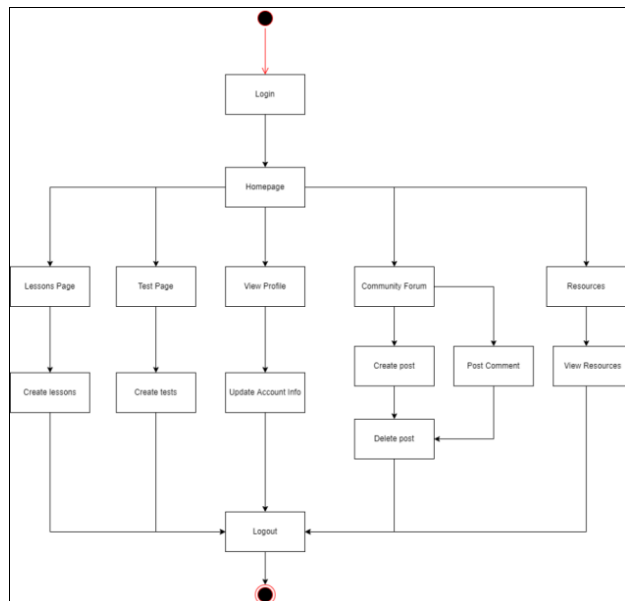 Login
Homepage
Lessons Page
Test Page
View Profile
Community Forum
Resources
Create lessons
Create tests
Update Account Info
Create post
Post Comment
View Resources
Delete post
Logout